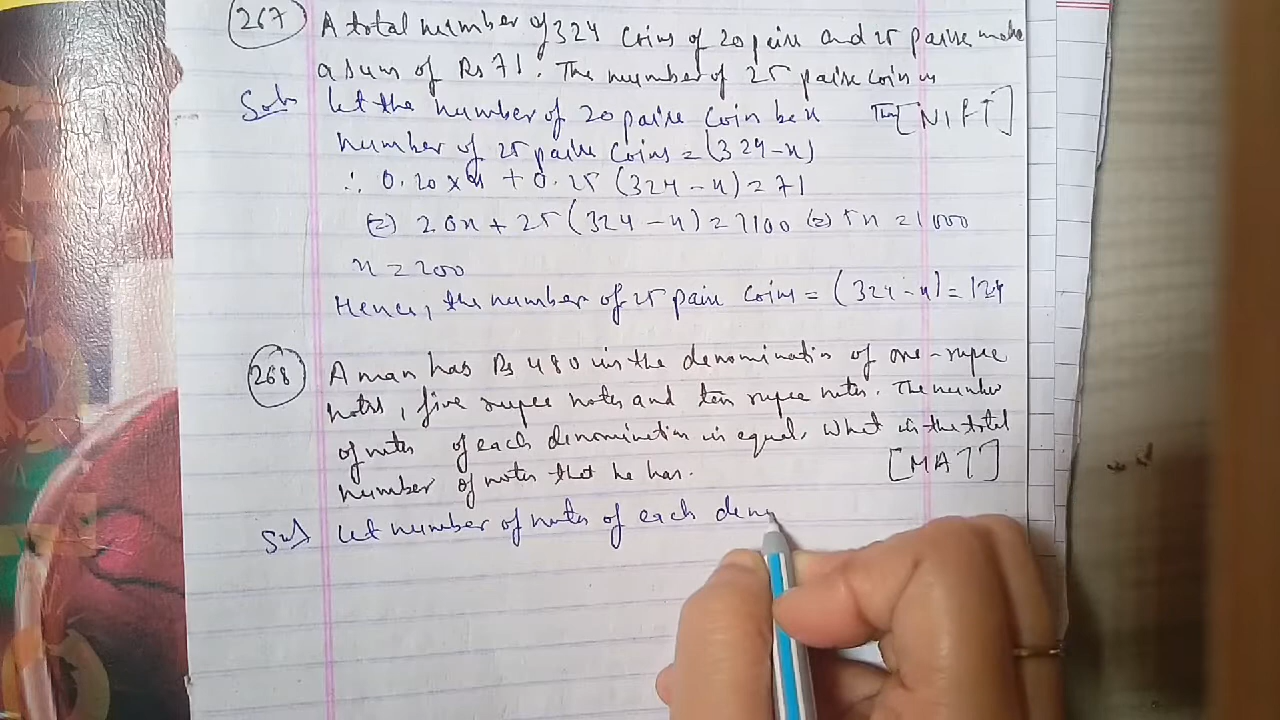 267 A total number of 324 coins of 20 paise and 25 paise make
a sum of Rs 71. The number of 25 paise coin is
Sol: let the number of 20 paise coin be x Then [NIFT]
number of 25 paise coins = (324-x)
∴ 0.20 × x + 0.25 (324 - x) = 71
(=) 20x + 25 (324 - x) = 7100 (=) 5x = 1000
x = 200
Hence, the number of 25 paise coins = (324-x) = 124
268 A man has Rs 480 in the denomination of one-rupee
notes, five rupee notes and ten rupee notes. The number
of notes of each denomination is equal. What is the total
number of notes that he has. [MAT]
Sol let number of notes of each deno